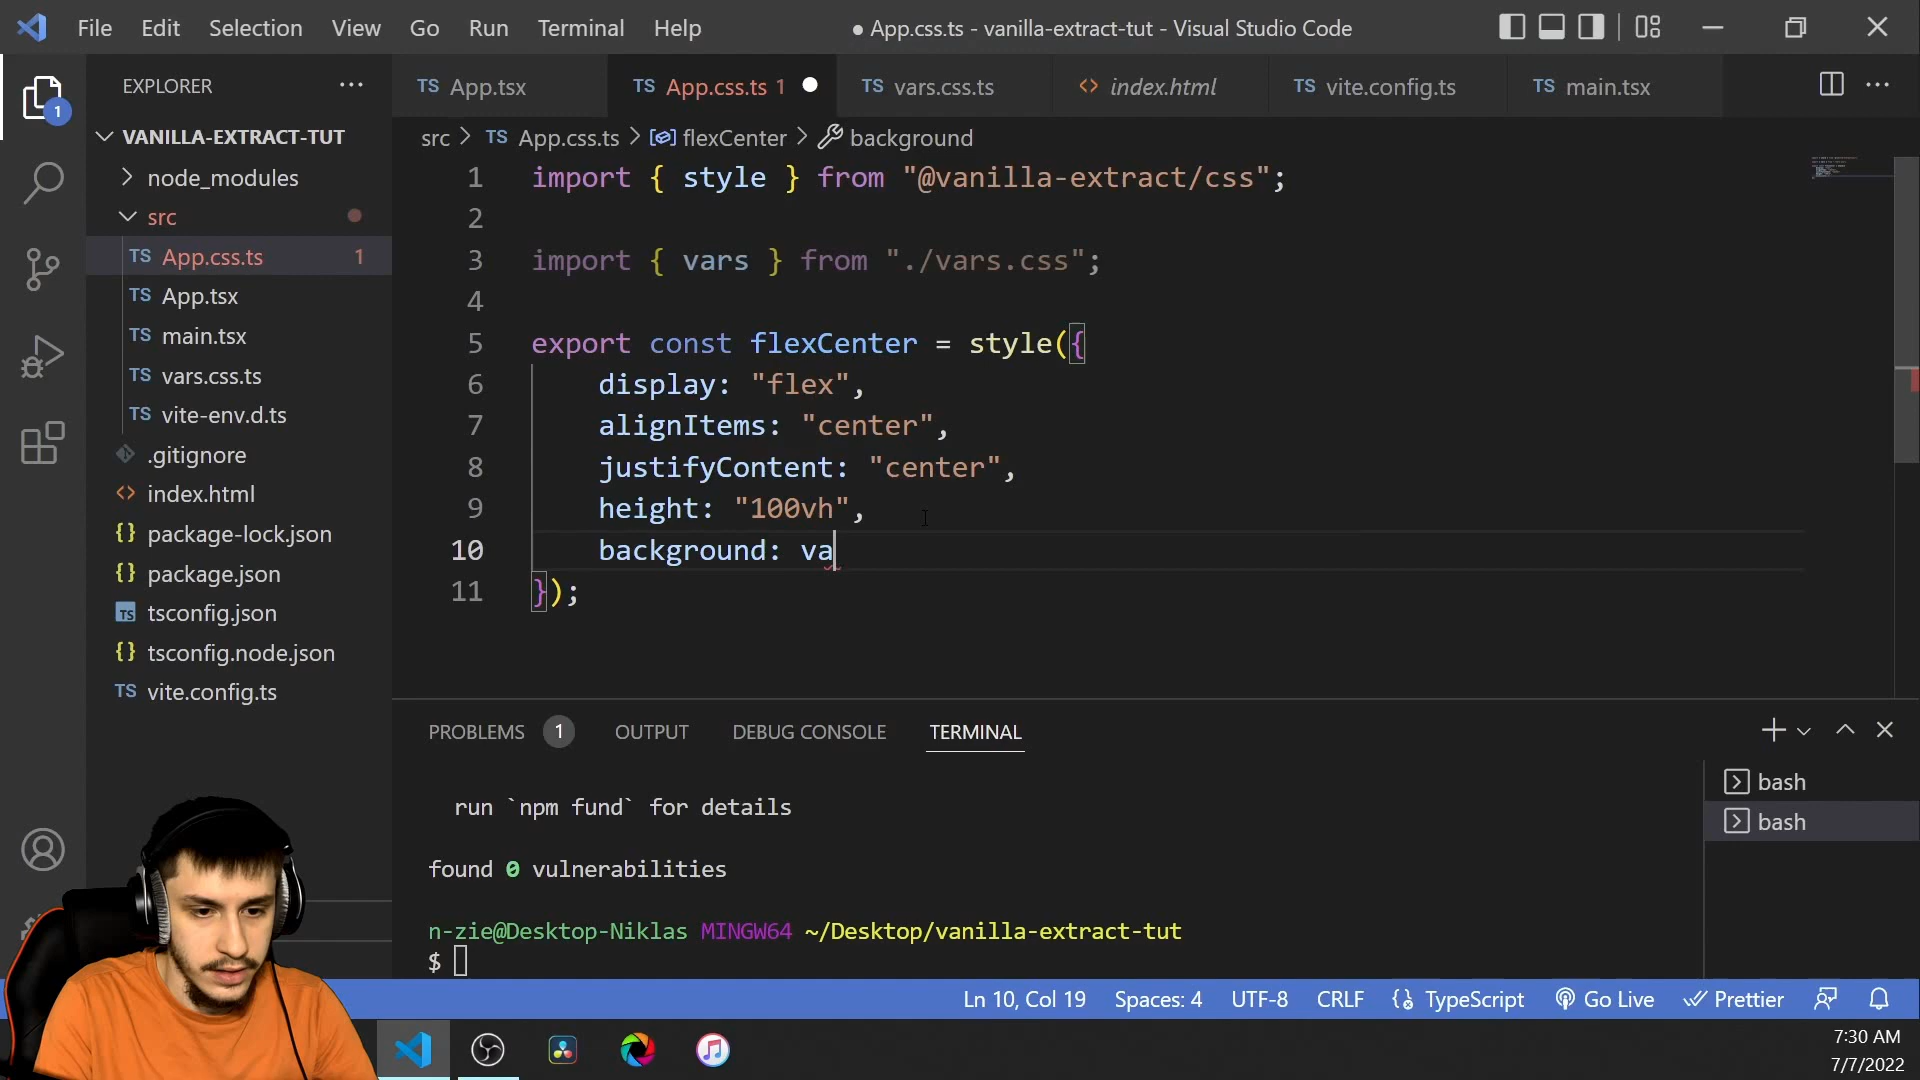 File Edit Selection View Go Run Terminal Help
● App.css.ts - vanilla-extract-tut - Visual Studio Code
EXPLORER
TS App.tsx
TS App.css.ts 1
TS vars.css.ts
<> index.html
TS vite.config.ts
TS main.tsx
1
VANILLA-EXTRACT-TUT
node_modules
src
TS App.css.ts 1
TS App.tsx
TS main.tsx
TS vars.css.ts
TS vite-env.d.ts
.gitignore
<> index.html
{} package-lock.json
{} package.json
TS tsconfig.json
{} tsconfig.node.json
TS vite.config.ts
src > TS App.css.ts > flexCenter > background
1 import { style } from "@vanilla-extract/css";
2
3 import { vars } from "./vars.css";
4
5 export const flexCenter = style({
6 display: "flex",
7 alignItems: "center",
8 justifyContent: "center",
9 height: "100vh",
10 background: va
11 });
PROBLEMS 1 OUTPUT DEBUG CONSOLE TERMINAL
run `npm fund` for details
found 0 vulnerabilities
n-zie@Desktop-Niklas MINGW64 ~/Desktop/vanilla-extract-tut
$
bash
bash
Ln 10, Col 19 Spaces: 4 UTF-8 CRLF TypeScript Go Live Prettier
7:30 AM
7/7/2022